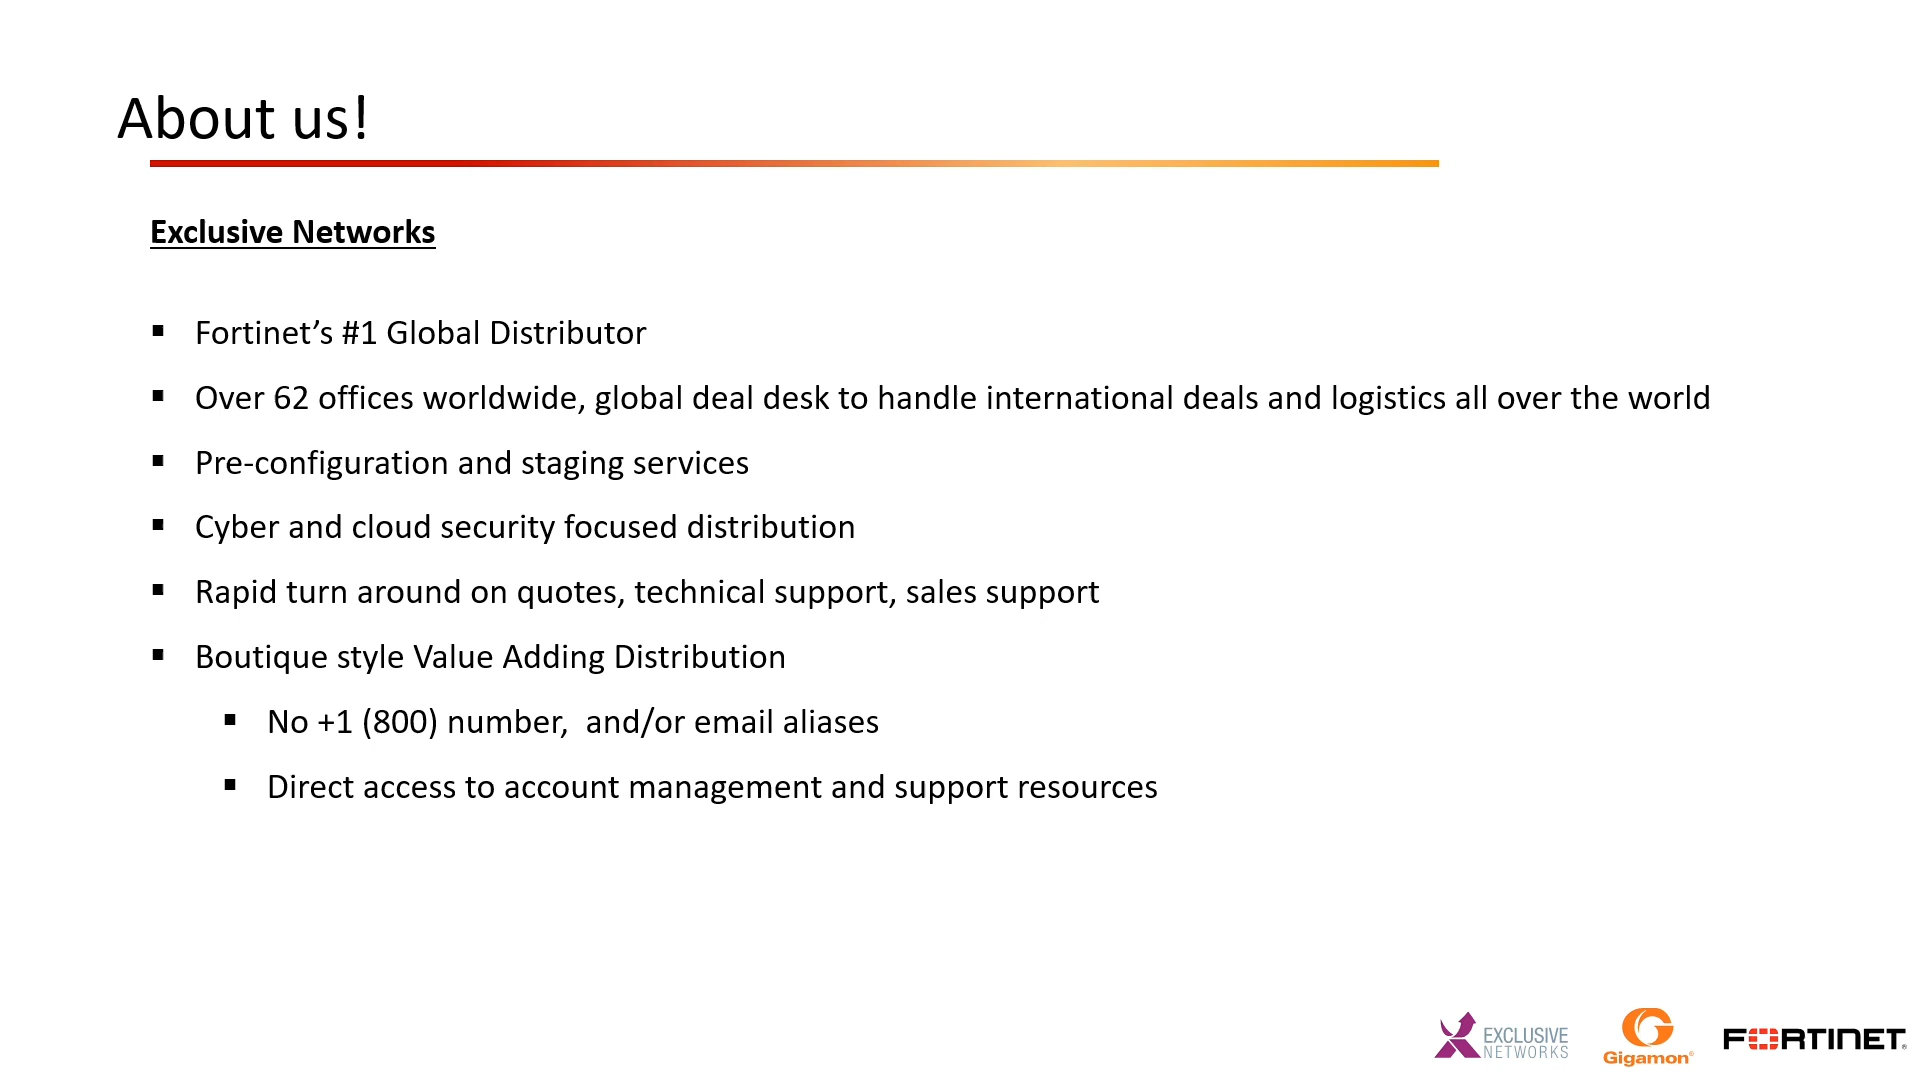 About us!
Exclusive Networks
▪ Fortinet’s #1 Global Distributor
▪ Over 62 offices worldwide, global deal desk to handle international deals and logistics all over the world
▪ Pre-configuration and staging services
▪ Cyber and cloud security focused distribution
▪ Rapid turn around on quotes, technical support, sales support
▪ Boutique style Value Adding Distribution
▪ No +1 (800) number,  and/or email aliases
▪ Direct access to account management and support resources
EXCLUSIVE
NETWORKS
Gigamon®
FORTINET®